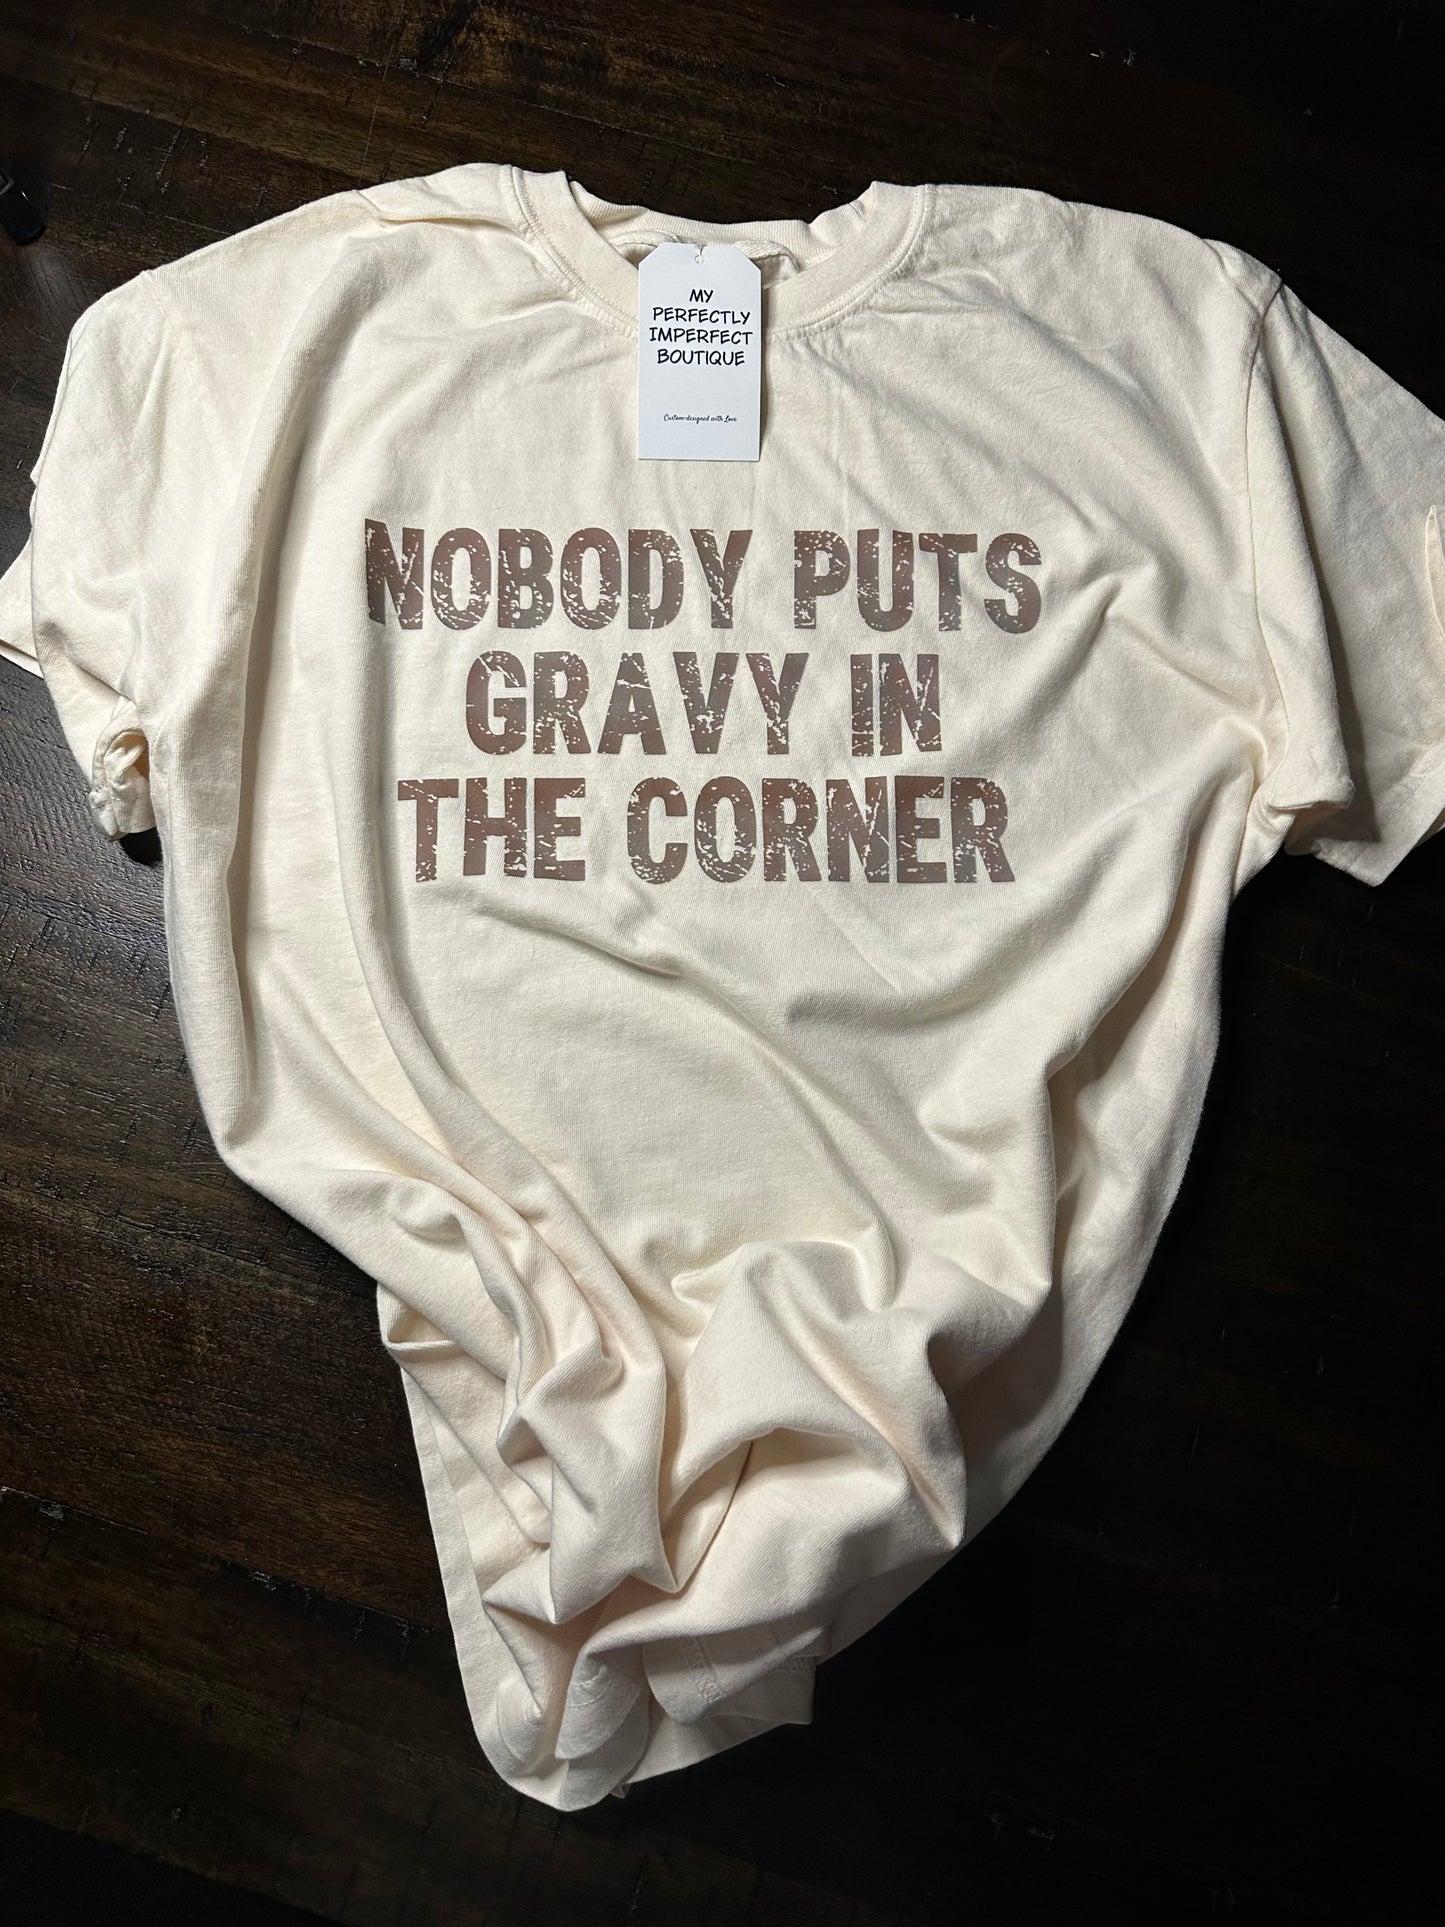 MY
PERFECTLY
IMPERFECT
BOUTIQUE
Custom-designed with Love
NOBODY PUTS
GRAVY IN
THE CORNER